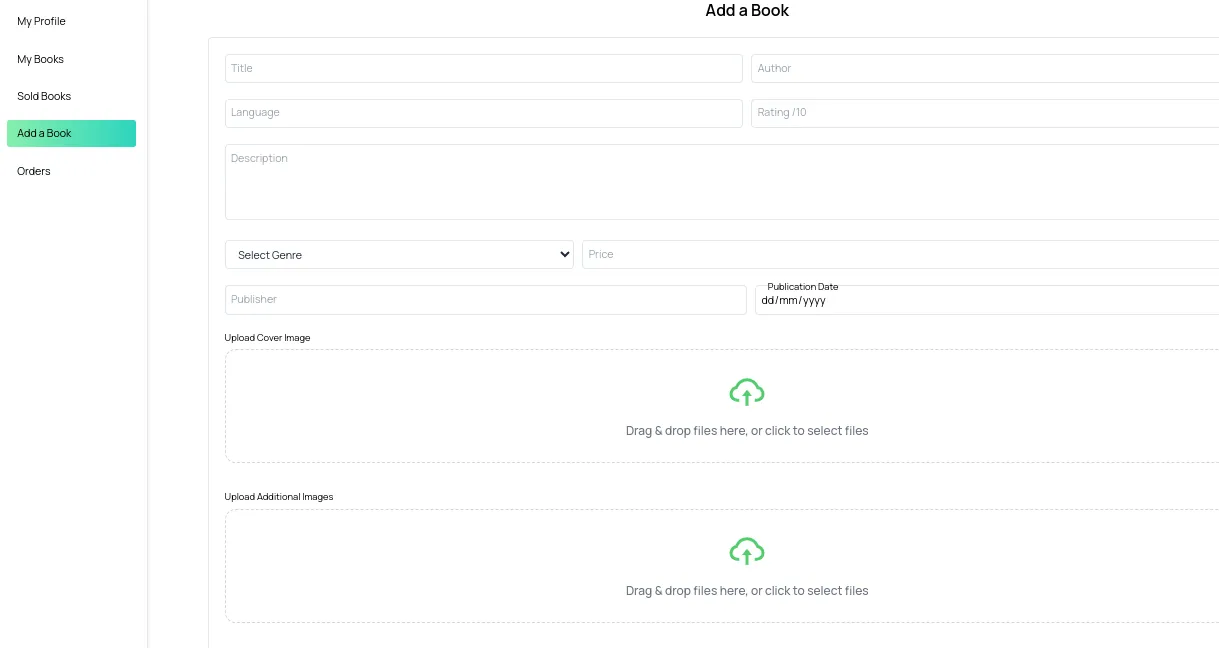 My Profile
My Books
Sold Books
Add a Book
Orders
Add a Book
Title
Author
Language
Rating /10
Description
Select Genre
Price
Publisher
Publication Date
dd/mm/yyyy
Upload Cover Image
Drag & drop files here, or click to select files
Upload Additional Images
Drag & drop files here, or click to select files